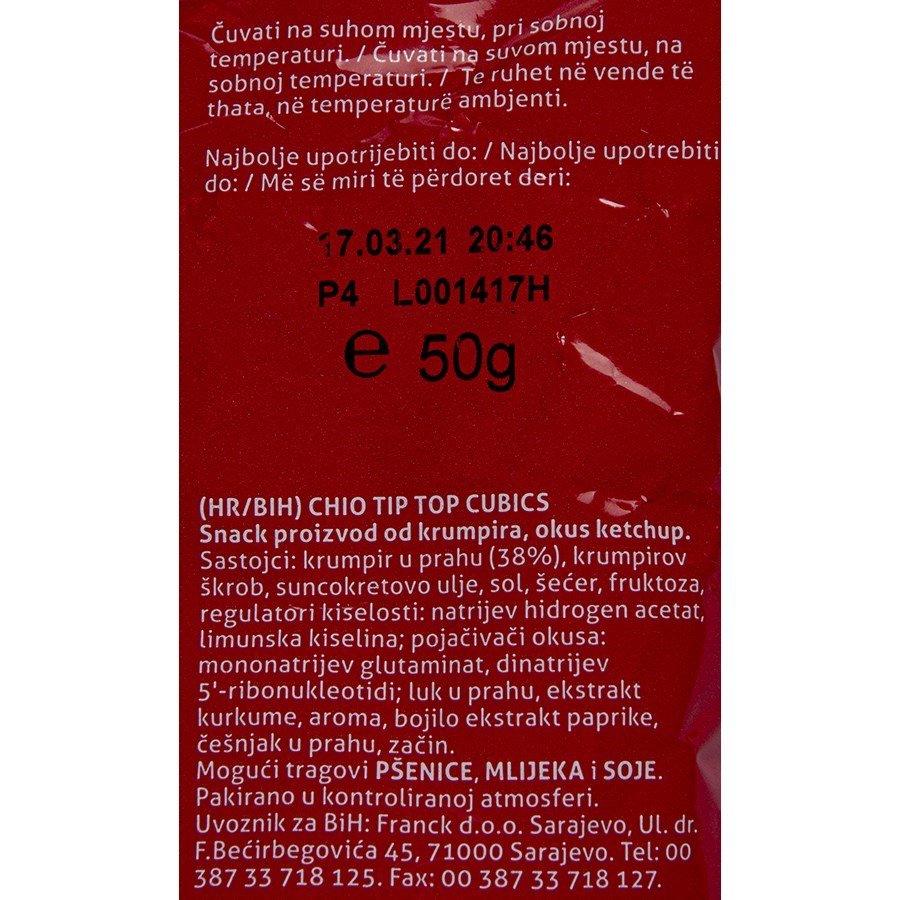 Čuvati na suhom mjestu, pri sobnoj
temperaturi. / Čuvati na suvom mjestu, na
sobnoj temperaturi. / Te ruhet në vende të
thata, në temperaturë ambjenti.
Najbolje upotrijebiti do: / Najbolje upotrebiti
do: / Më së miri të përdoret deri:
17.03.21 20:46
P4 L001417H
e 50g
(HR/BIH) CHIO TIP TOP CUBICS
Snack proizvod od krumpira, okus ketchup.
Sastojci: krumpir u prahu (38%), krumpirov
škrob, suncokretovo ulje, sol, šećer, fruktoza,
regulatori kiselosti: natrijev hidrogen acetat,
limunska kiselina; pojačivači okusa:
mononatrijev glutaminat, dinatrijev
5'-ribonukleotidi; luk u prahu, ekstrakt
kurkume, aroma, bojilo ekstrakt paprike,
češnjak u prahu, začin.
Mogući tragovi PŠENICE, MLIJEKA i SOJE.
Pakirano u kontroliranoj atmosferi.
Uvoznik za BiH: Franck d.o.o. Sarajevo, Ul. dr.
F.Bećirbegovića 45, 71000 Sarajevo. Tel: 00
387 33 718 125. Fax: 00 387 33 718 127.